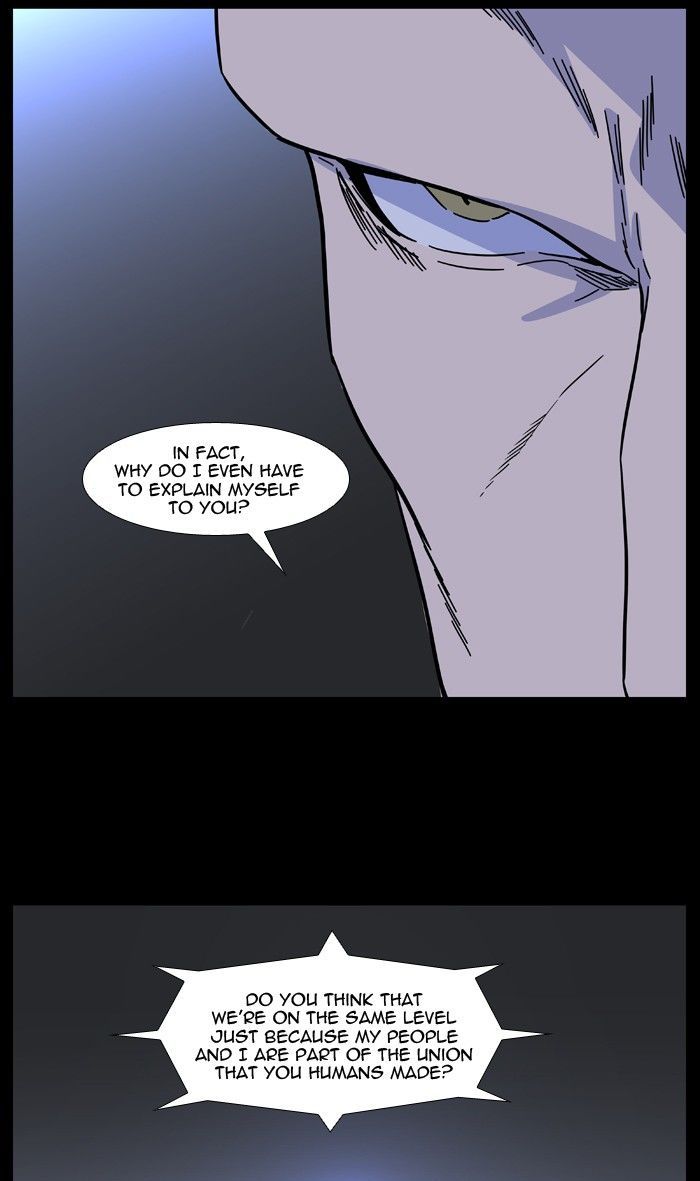 IN FACT,
WHY DO I EVEN HAVE
TO EXPLAIN MYSELF
TO YOU?
DO YOU THINK THAT
WE'RE ON THE SAME LEVEL
JUST BECAUSE MY PEOPLE
AND I ARE PART OF THE UNION
THAT YOU HUMANS MADE?